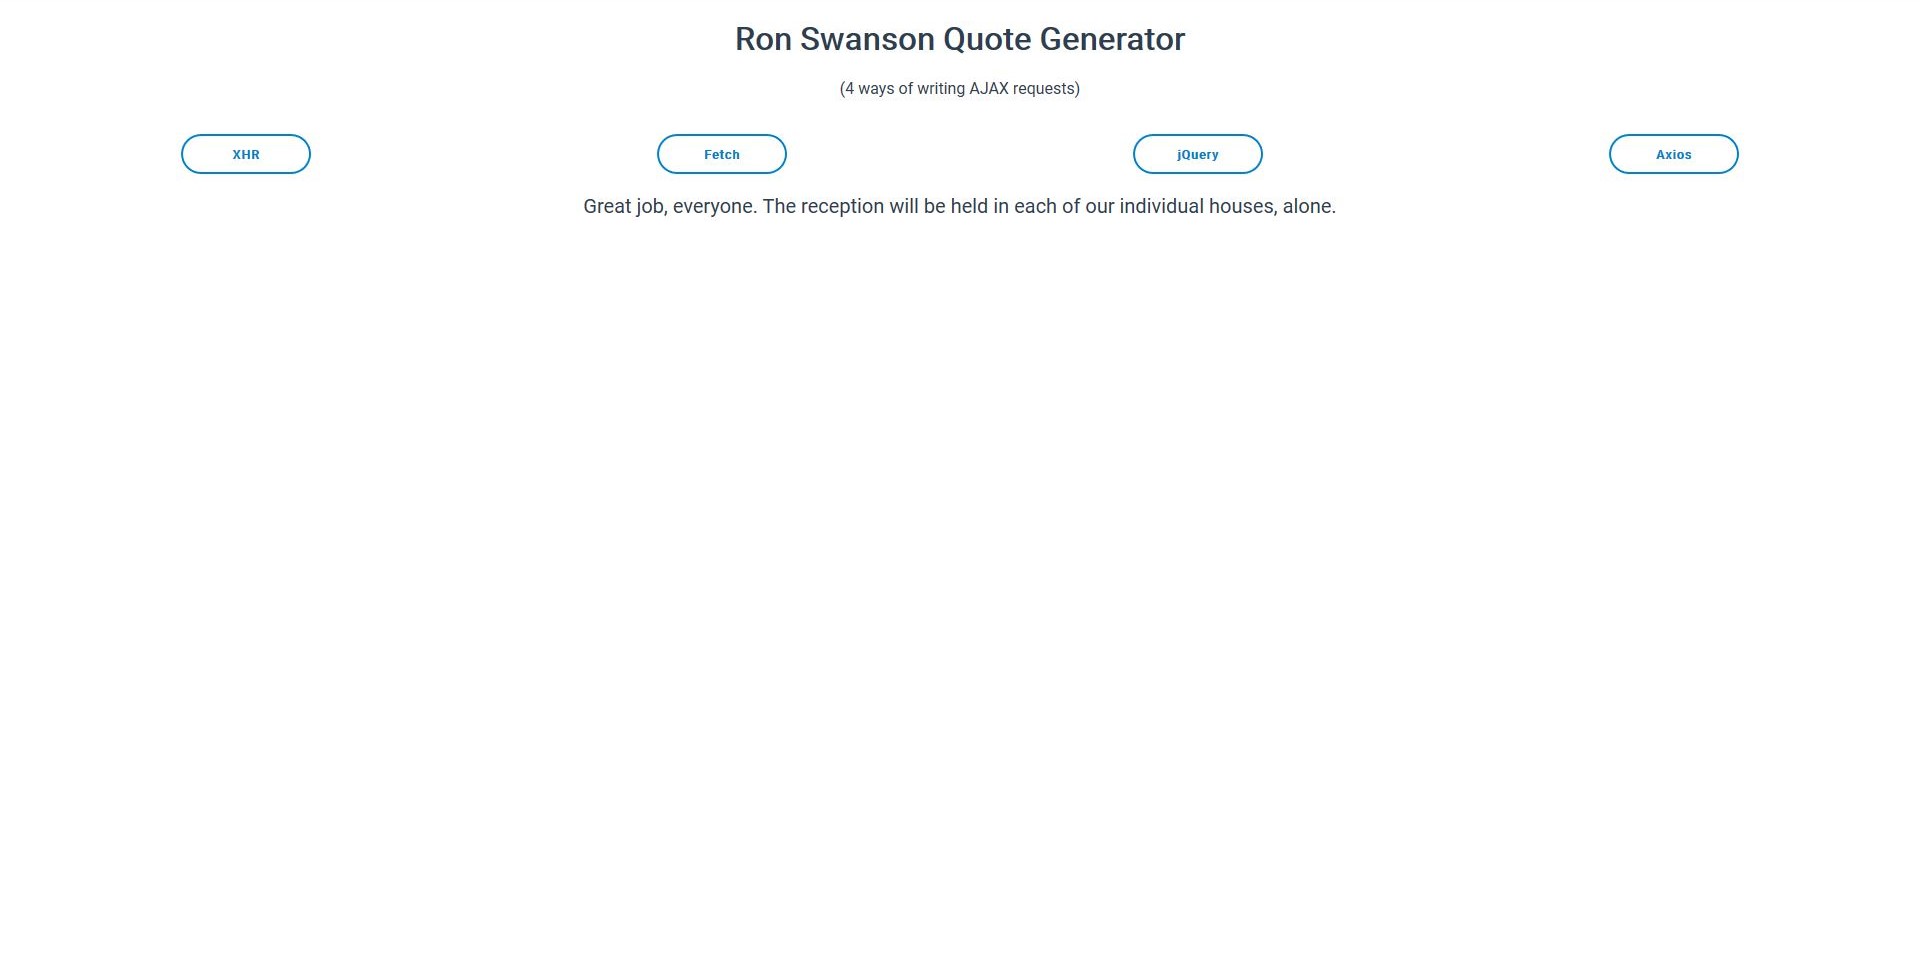 Ron Swanson Quote Generator
(4 ways of writing AJAX requests)
XHR
Fetch
jQuery
Axios
Great job, everyone. The reception will be held in each of our individual houses, alone.